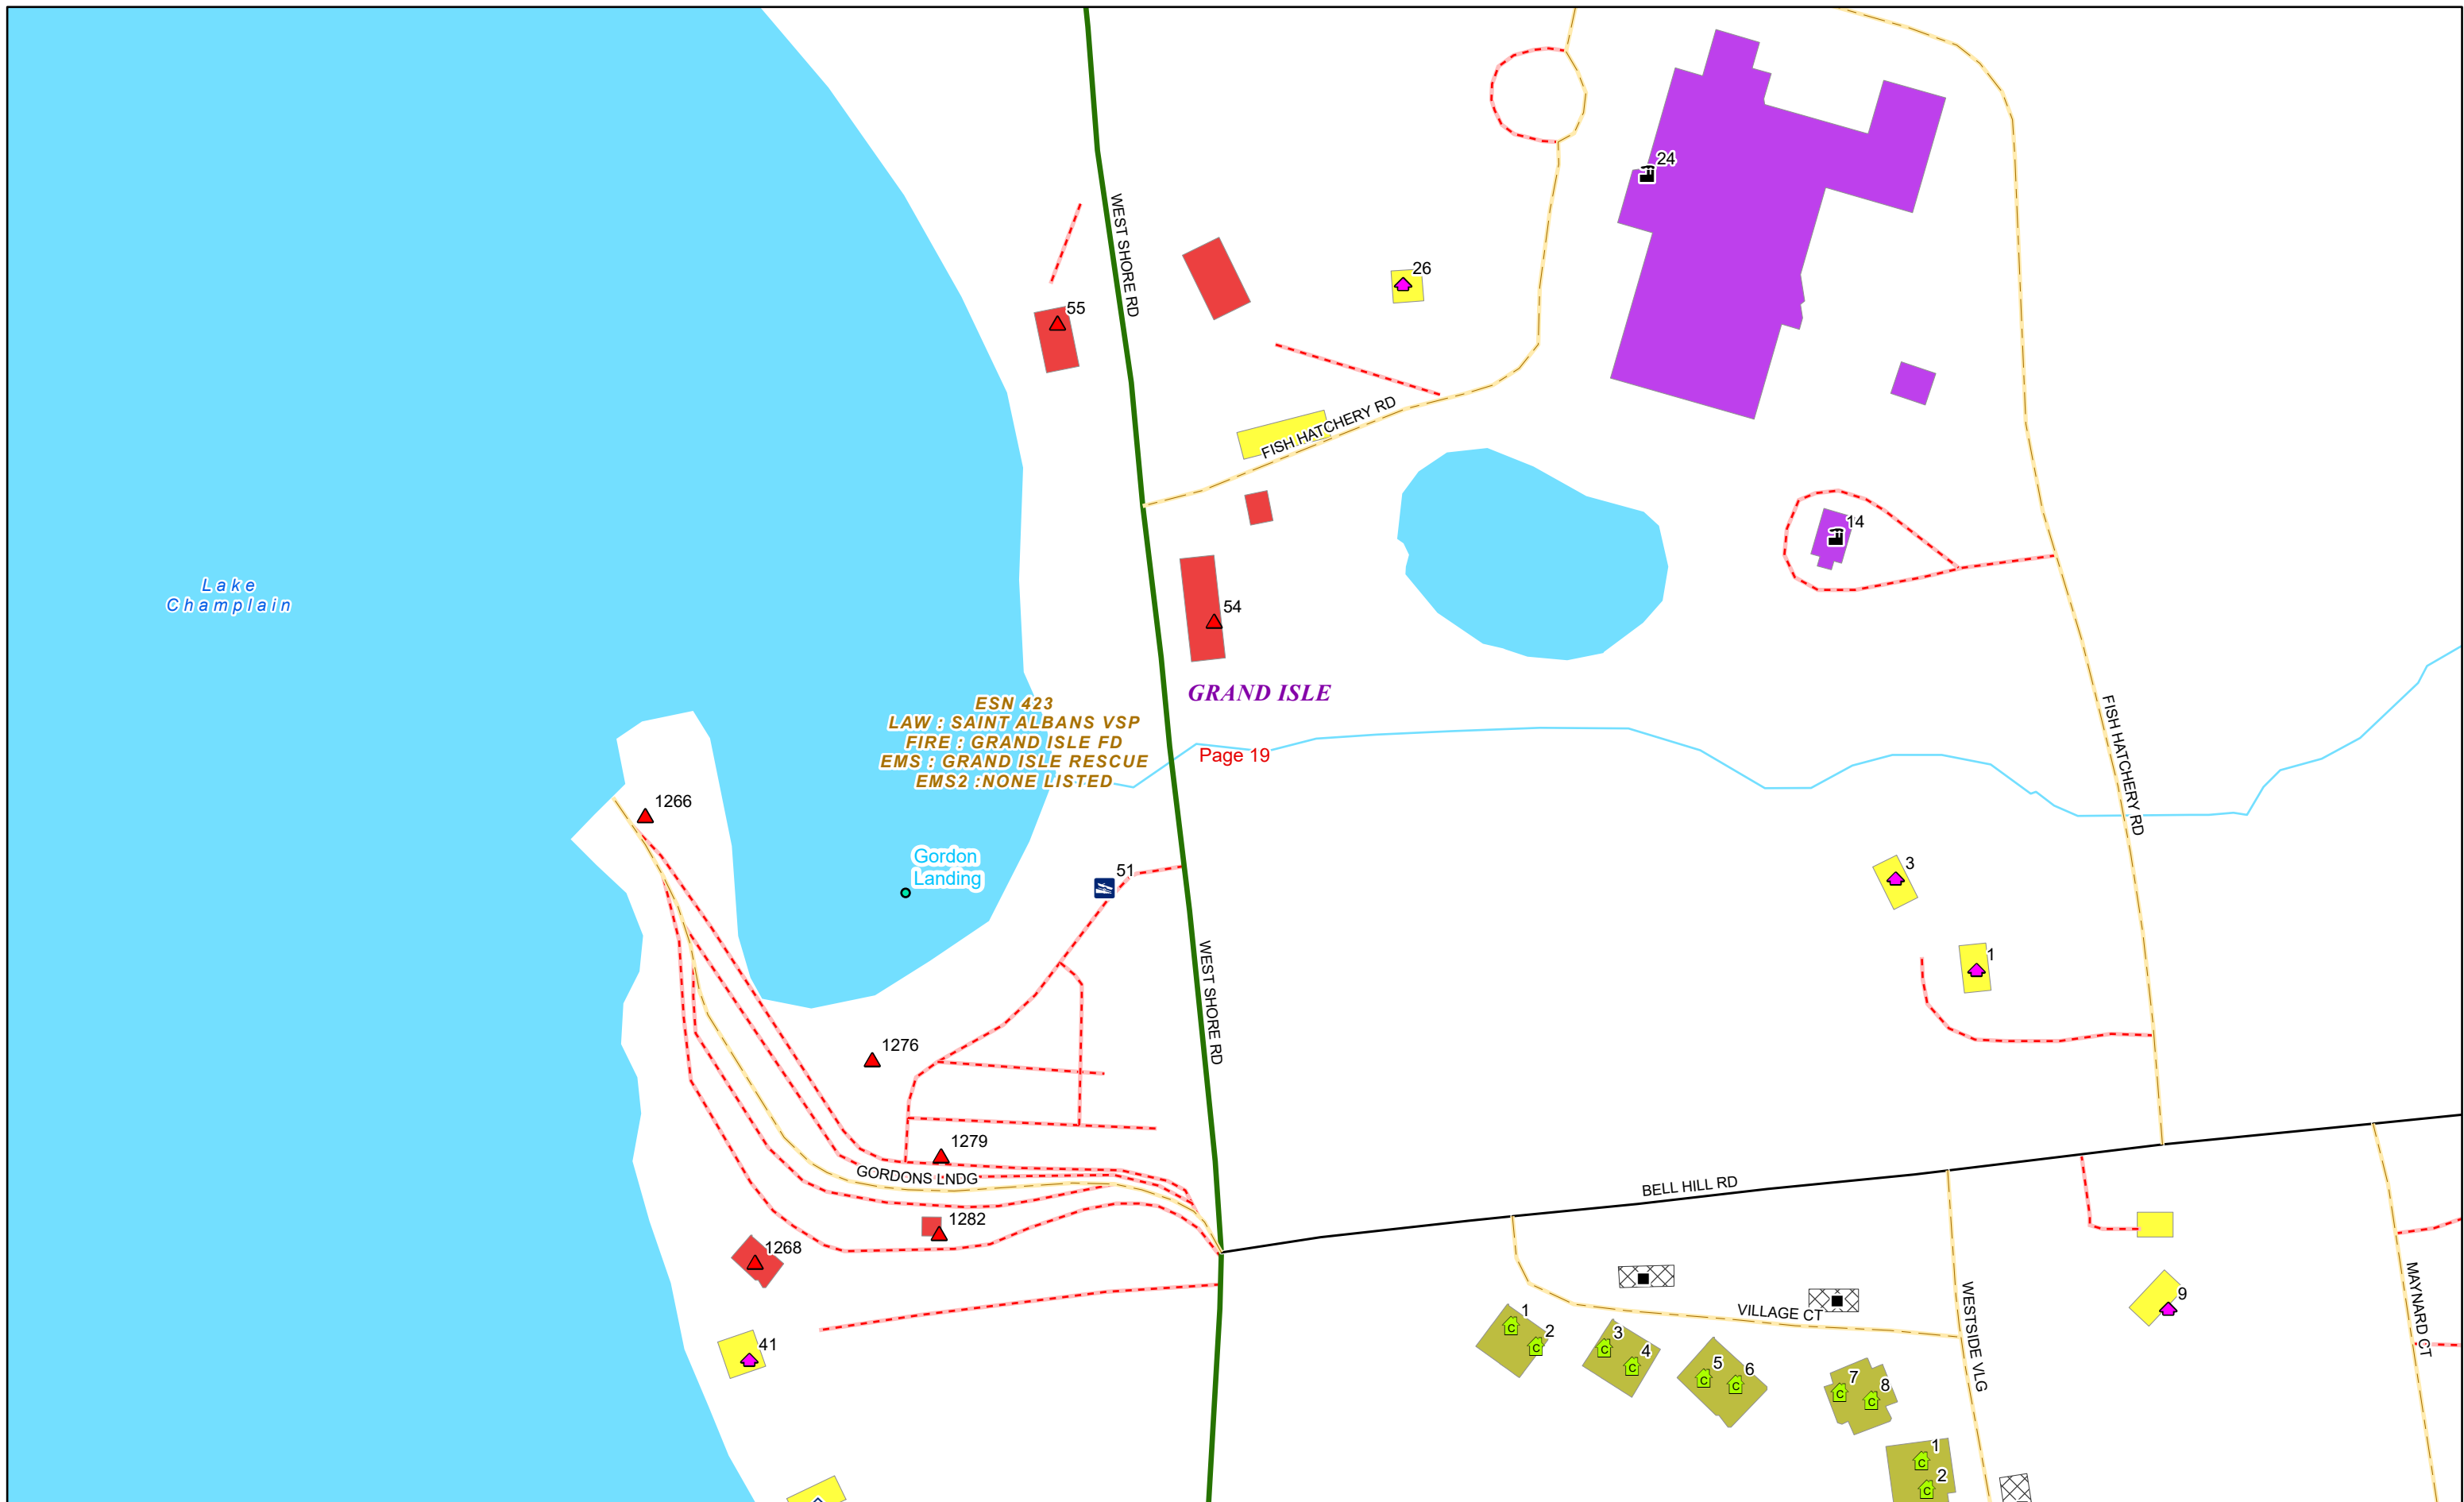 24
WEST SHORE RD
26
55
FISH HATCHERY RD
14
Lake
Champlain
54
GRAND ISLE
ESN 423
LAW : SAINT ALBANS VSP
FIRE : GRAND ISLE FD
EMS : GRAND ISLE RESCUE
EMS2 :NONE LISTED
Page 19
FISH HATCHERY RD
1266
Gordon
Landing
51
3
1
WEST SHORE RD
1276
1279
GORDONS LNDG
BELL HILL RD
1282
1268
41
VILLAGE CT
WESTSIDE VLG
MAYNARD CT
9
1
2
3
4
5
6
7
8
C
C
C
C
C
C
C
C
1
2
C
C